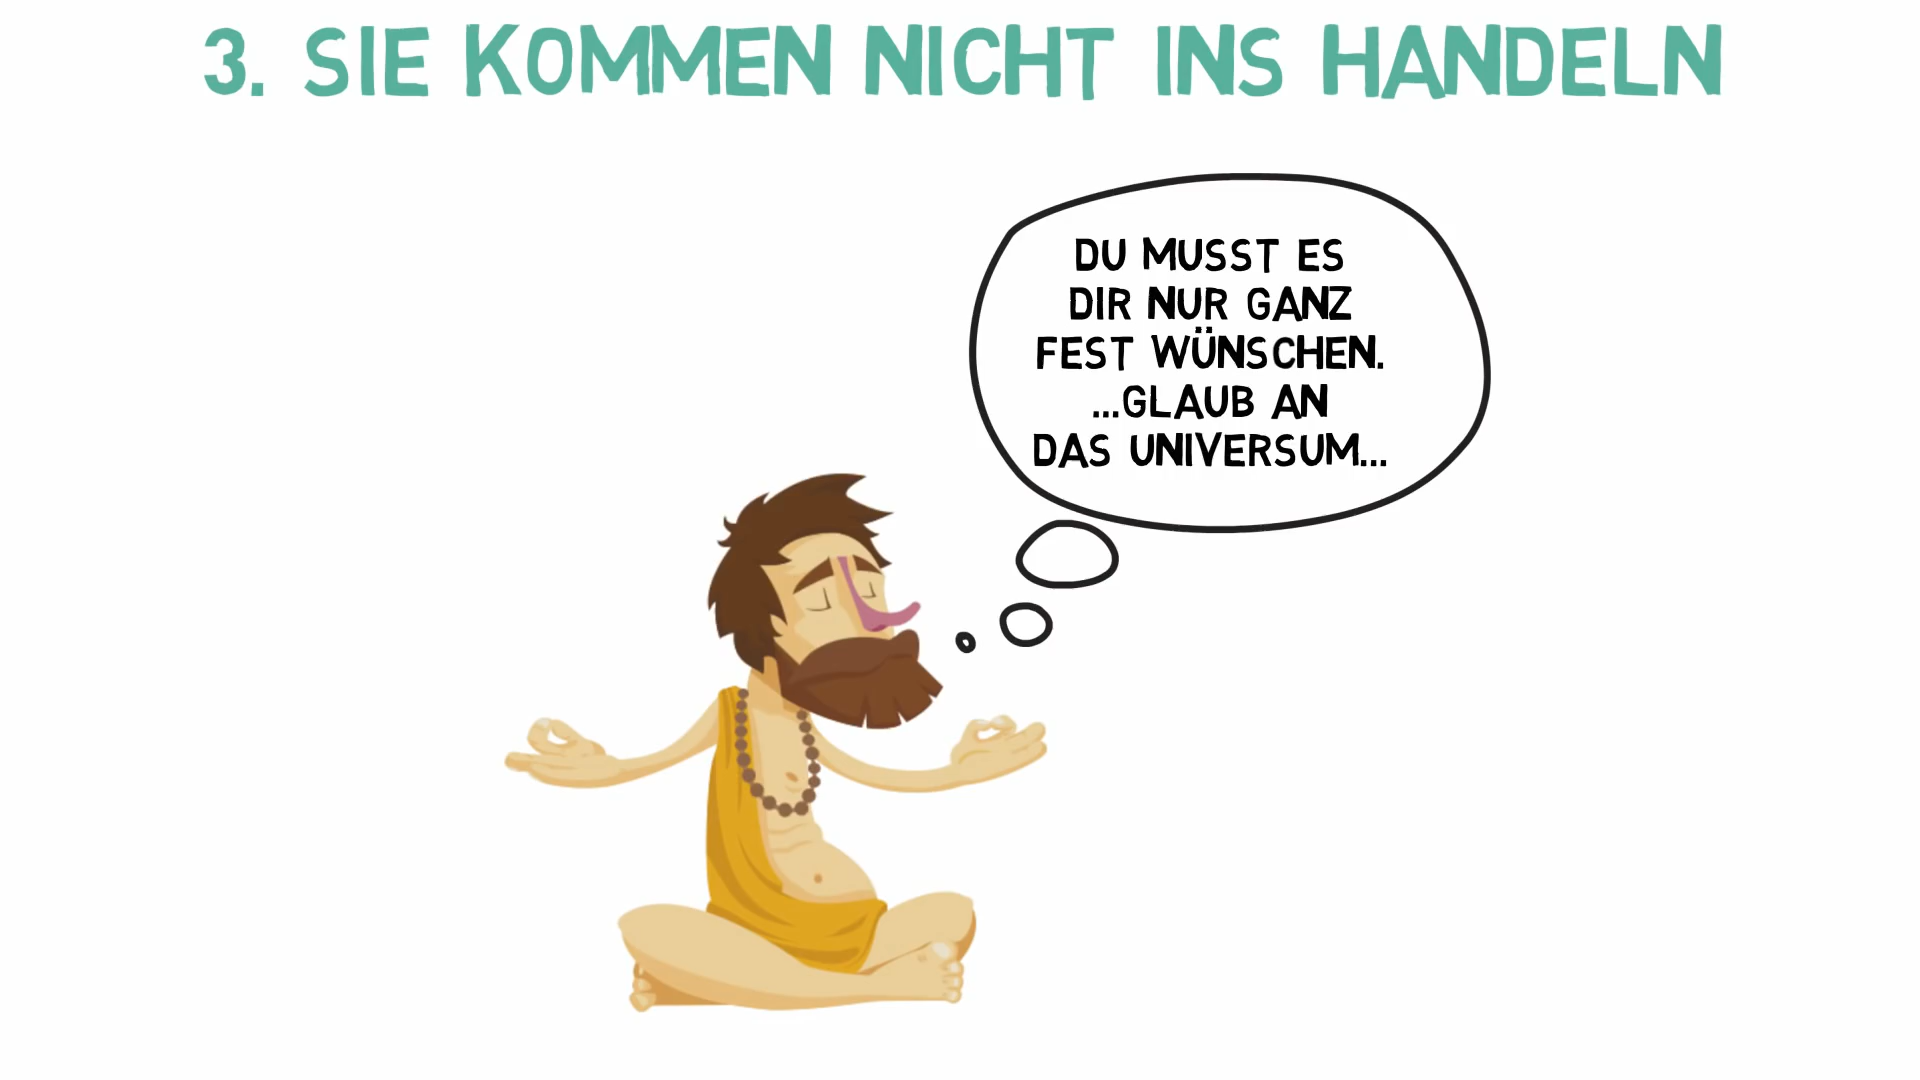 3. SIE KOMMEN NICHT INS HANDELN
DU MUSST ES
DIR NUR GANZ
FEST WÜNSCHEN.
...GLAUB AN
DAS UNIVERSUM...